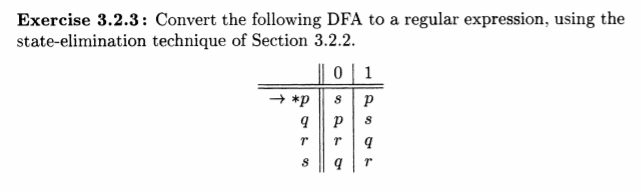 Exercise 3.2.3: Convert the following DFA to a regular expression, using the
state-elimination technique of Section 3.2.2.
0 1
→ *p s p
q p s
r r q
s q r